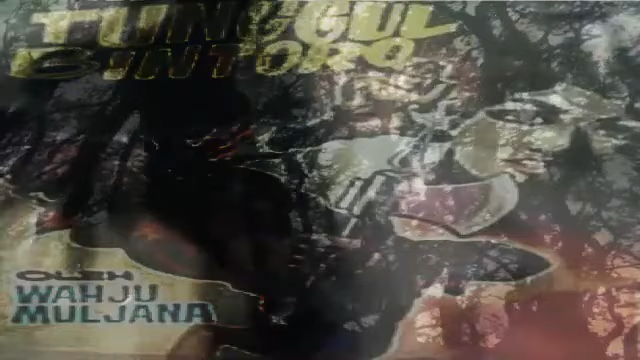 TUNGGUL
BINTORO
OLEH
WAHJU
MULJANA